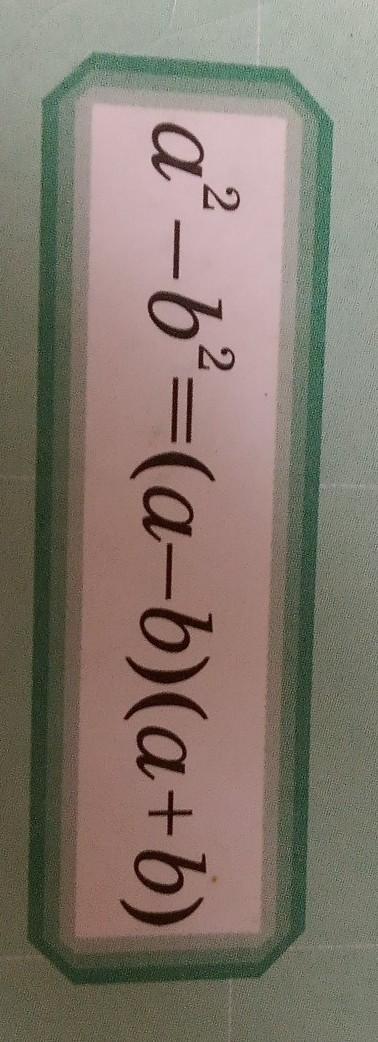 a² − b² = (a − b)(a + b)